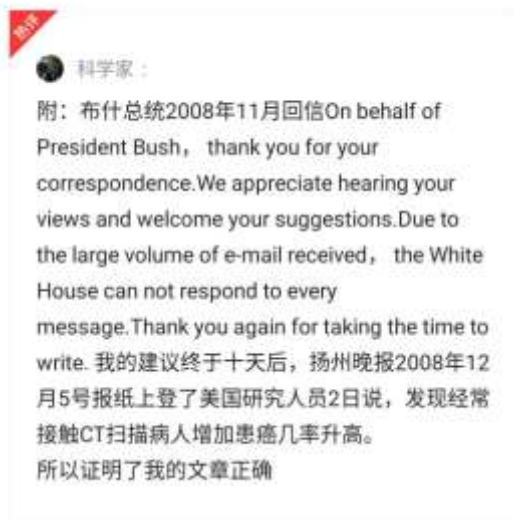 热评
科学家：
附：布什总统2008年11月回信On behalf of
President Bush， thank you for your
correspondence.We appreciate hearing your
views and welcome your suggestions.Due to
the large volume of e-mail received， the White
House can not respond to every
message.Thank you again for taking the time to
write. 我的建议终于十天后，扬州晚报2008年12
月5号报纸上登了美国研究人员2日说，发现经常
接触CT扫描病人增加患癌几率升高。
所以证明了我的文章正确